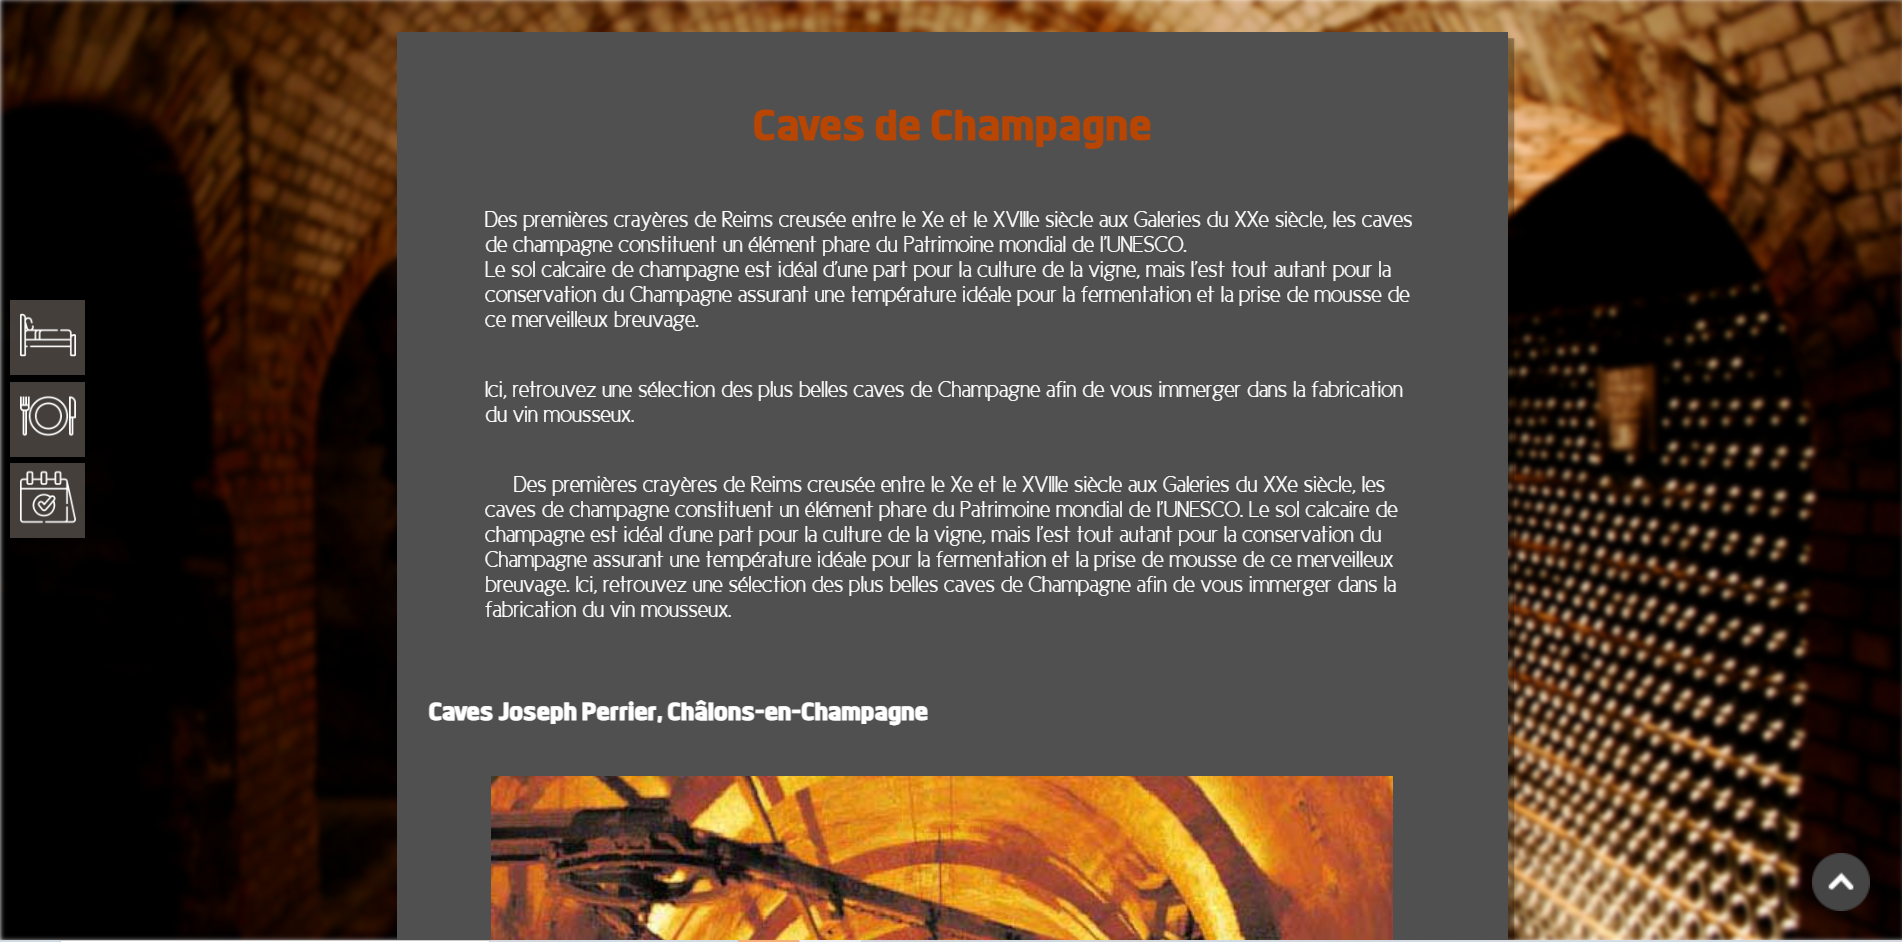 Caves de Champagne
Des premières crayères de Reims creusée entre le Xe et le XVIIIe siècle aux Galeries du XXe siècle, les caves
de champagne constituent un élément phare du Patrimoine mondial de l'UNESCO.
Le sol calcaire de champagne est idéal d'une part pour la culture de la vigne, mais l'est tout autant pour la
conservation du Champagne assurant une température idéale pour la fermentation et la prise de mousse de
ce merveilleux breuvage.
Ici, retrouvez une sélection des plus belles caves de Champagne afin de vous immerger dans la fabrication
du vin mousseux.
Des premières crayères de Reims creusée entre le Xe et le XVIIIe siècle aux Galeries du XXe siècle, les
caves de champagne constituent un élément phare du Patrimoine mondial de l'UNESCO. Le sol calcaire de
champagne est idéal d'une part pour la culture de la vigne, mais l'est tout autant pour la conservation du
Champagne assurant une température idéale pour la fermentation et la prise de mousse de ce merveilleux
breuvage. Ici, retrouvez une sélection des plus belles caves de Champagne afin de vous immerger dans la
fabrication du vin mousseux.
Caves Joseph Perrier, Châlons-en-Champagne